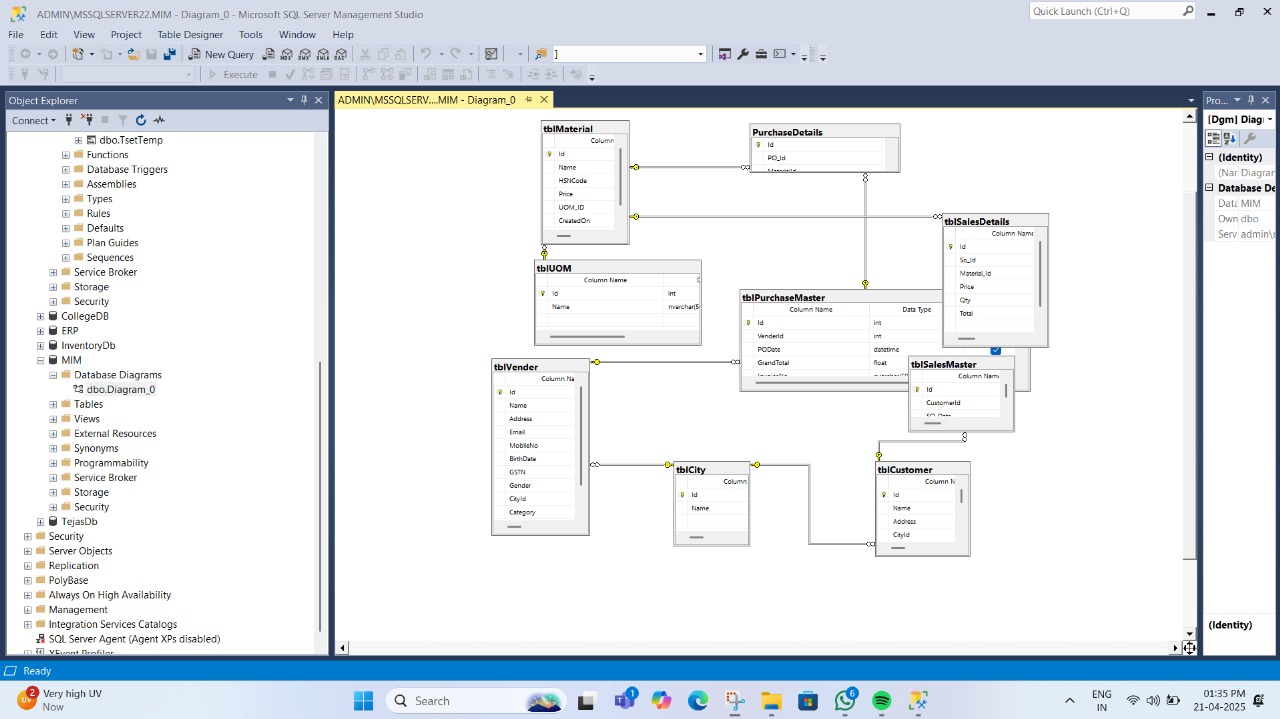 ADMIN\MSSQLSERVER22.MIM - Diagram_0 - Microsoft SQL Server Management Studio
Quick Launch (Ctrl+Q)
File Edit View Project Table Designer Tools Window Help
New Query
]
Execute
Object Explorer
Connect
dbo.TsetTemp
Functions
Database Triggers
Assemblies
Types
Rules
Defaults
Plan Guides
Sequences
Service Broker
Storage
Security
CollegeDB
ERP
InventoryDb
MIM
Database Diagrams
dbo.Diagram_0
Tables
Views
External Resources
Synonyms
Programmability
Service Broker
Storage
Security
TejasDb
Security
Server Objects
Replication
PolyBase
Always On High Availability
Management
Integration Services Catalogs
SQL Server Agent (Agent XPs disabled)
XEvent Profiler
ADMIN\MSSQLSERV....MIM - Diagram_0
tblMaterial
Column
Id
Name
HSNCode
Price
UOM_ID
CreatedOn
PurchaseDetails
Id
PO_Id
MaterialId
tblSalesDetails
Column Name
Id
So_Id
Material_Id
Price
Qty
Total
tblUOM
Column Name
Id int
Name nvarchar(5
tblPurchaseMaster
Column Name Data Type
Id int
VenderId int
PODate datetime
GrandTotal float
tblSalesMaster
Column Name
Id
CustomerId
SO_Date
tblVender
Column Na
Id
Name
Address
Email
MobileNo
BirthDate
GSTN
Gender
CityId
Category
tblCity
Column
Id
Name
tblCustomer
Column N
Id
Name
Address
CityId
Pro...
[Dgm] Diag
(Identity)
(Nar Diagram
Database De
Data MIM
Own dbo
Serv admin\
(Identity)
Ready
2
Very high UV
Now
Search
1
6
ENG
IN
01:35 PM
21-04-2025